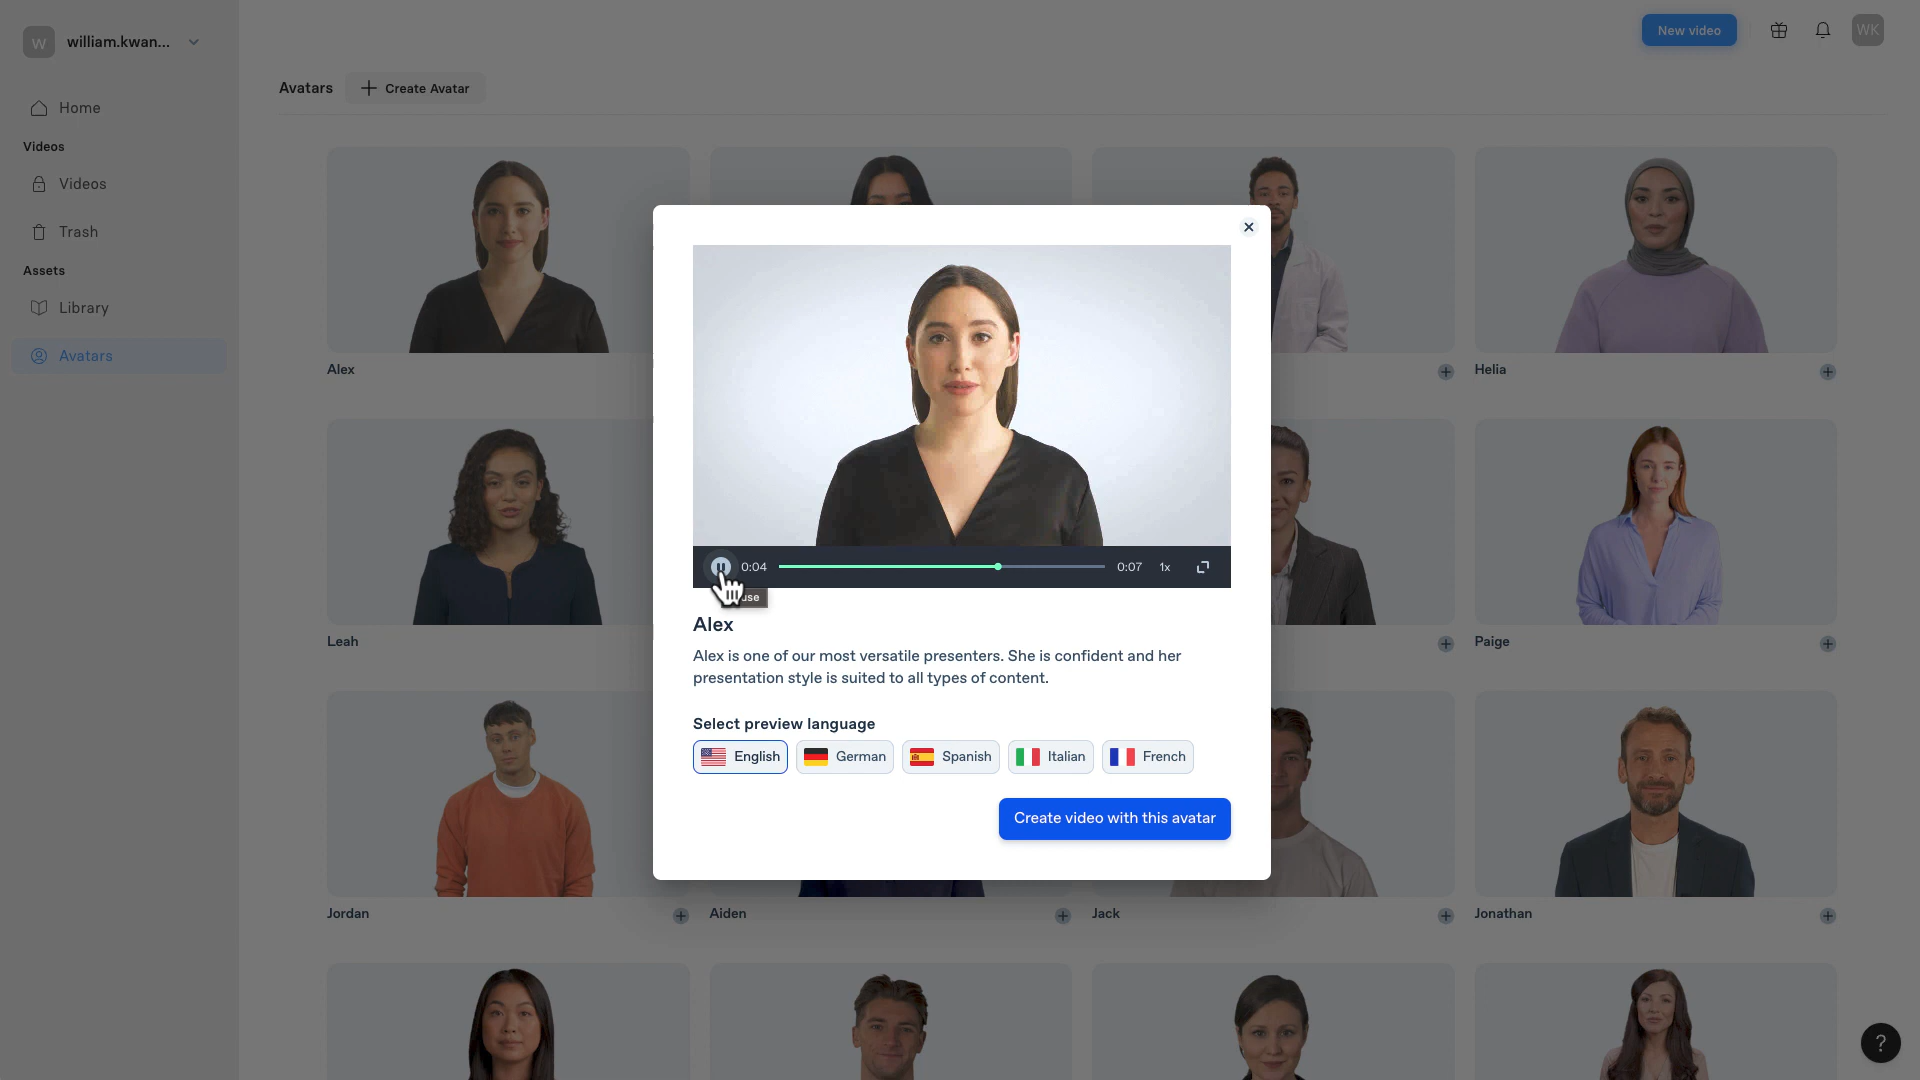 W
william.kwan...
Home
Videos
Videos
Trash
Assets
Library
Avatars
New video
WK
Avatars
Create Avatar
Alex
Helia
Leah
Paige
Jordan
Aiden
Jack
Jonathan
0:04
0:07
1x
Alex
Alex is one of our most versatile presenters. She is confident and her
presentation style is suited to all types of content.
Select preview language
English
German
Spanish
Italian
French
Create video with this avatar
?